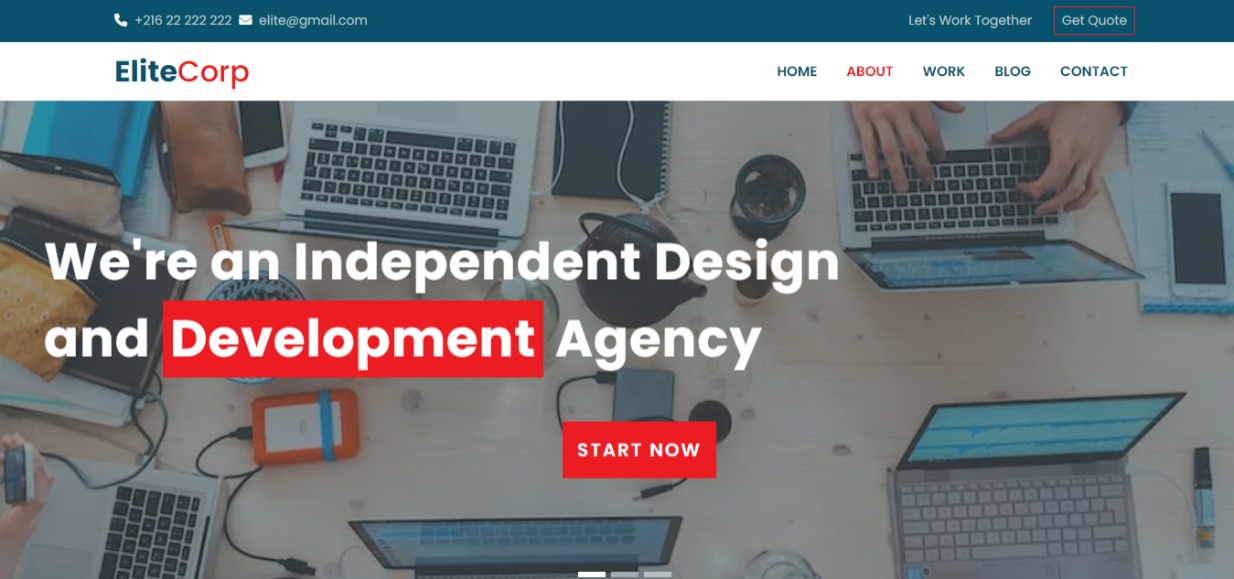 +216 22 222 222 elite@gmail.com Let's Work Together Get Quote
EliteCorp HOME ABOUT WORK BLOG CONTACT
We're an Independent Design
and Development Agency
START NOW